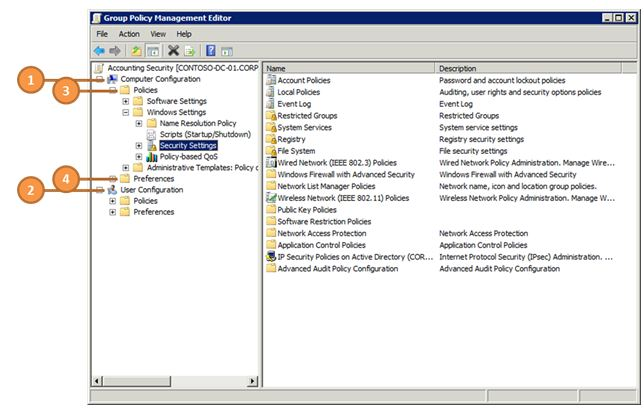 Group Policy Management Editor
File Action View Help
Accounting Security [CONTOSO-DC-01.CORP
1
Computer Configuration
3
Policies
Software Settings
Windows Settings
Name Resolution Policy
Scripts (Startup/Shutdown)
Security Settings
Policy-based QoS
Administrative Templates: Policy
4
Preferences
2
User Configuration
Policies
Preferences
Name Description
Account Policies Password and account lockout policies
Local Policies Auditing, user rights and security options policies
Event Log Event Log
Restricted Groups Restricted Groups
System Services System service settings
Registry Registry security settings
File System File security settings
Wired Network (IEEE 802.3) Policies Wired Network Policy Administration. Manage Wire...
Windows Firewall with Advanced Security Windows Firewall with Advanced Security
Network List Manager Policies Network name, icon and location group policies.
Wireless Network (IEEE 802.11) Policies Wireless Network Policy Administration. Manage W...
Public Key Policies
Software Restriction Policies
Network Access Protection Network Access Protection
Application Control Policies Application Control Policies
IP Security Policies on Active Directory (COR... Internet Protocol Security (IPsec) Administration. ...
Advanced Audit Policy Configuration Advanced Audit Policy Configuration